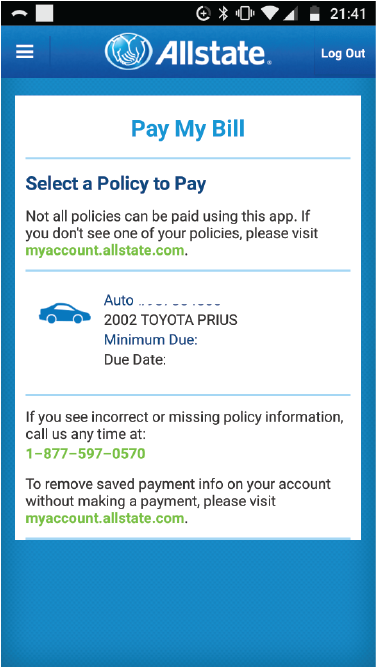 21:41
Allstate.
Log Out
Pay My Bill
Select a Policy to Pay
Not all policies can be paid using this app. If
you don't see one of your policies, please visit
myaccount.allstate.com.
Auto
2002 TOYOTA PRIUS
Minimum Due:
Due Date:
If you see incorrect or missing policy information,
call us any time at:
1-877-597-0570
To remove saved payment info on your account
without making a payment, please visit
myaccount.allstate.com.